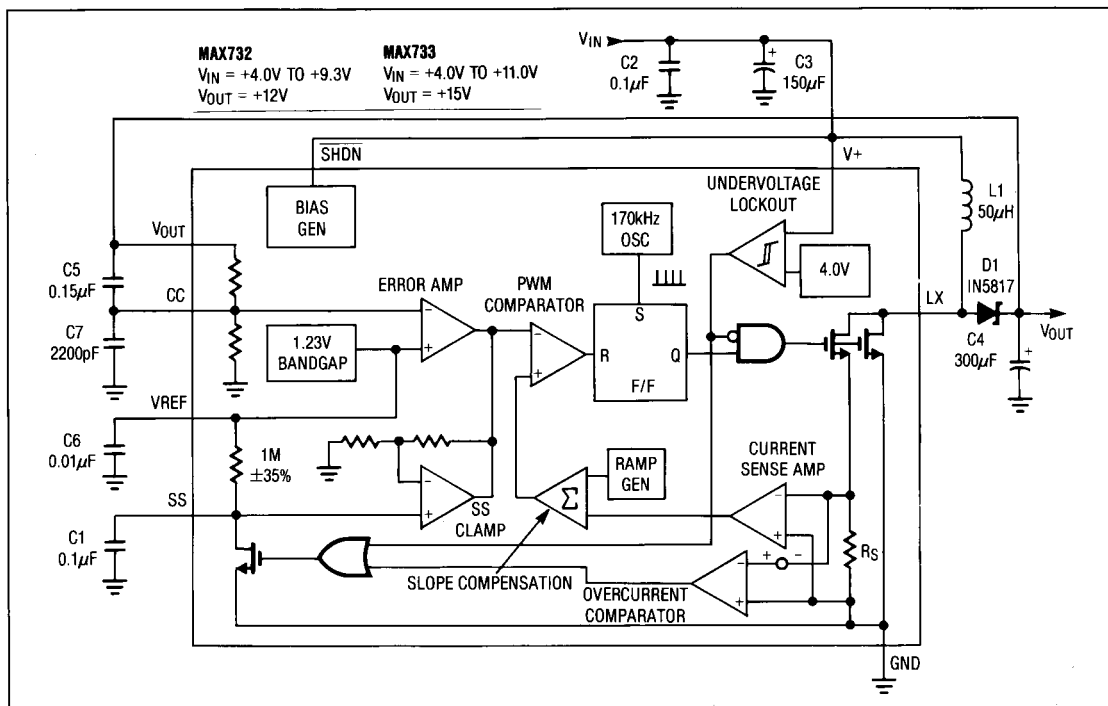 MAX732
VIN = +4.0V TO +9.3V
VOUT = +12V
MAX733
VIN = +4.0V TO +11.0V
VOUT = +15V
VIN
C2
0.1μF
+
C3
150μF
SHDN
V+
BIAS
GEN
UNDERVOLTAGE
LOCKOUT
L1
50μH
170kHz
OSC
4.0V
VOUT
C5
0.15μF
CC
C7
2200pF
ERROR AMP
PWM
COMPARATOR
D1
IN5817
LX
VOUT
C4
300μF
+
−
+
1.23V
BANDGAP
−
+
S
R
Q
F/F
VREF
C6
0.01μF
1M
±35%
−
+
SS
CLAMP
RAMP
GEN
Σ
CURRENT
SENSE AMP
−
+
SS
C1
0.1μF
RS
SLOPE COMPENSATION
OVERCURRENT
COMPARATOR
+ −
−
+
GND